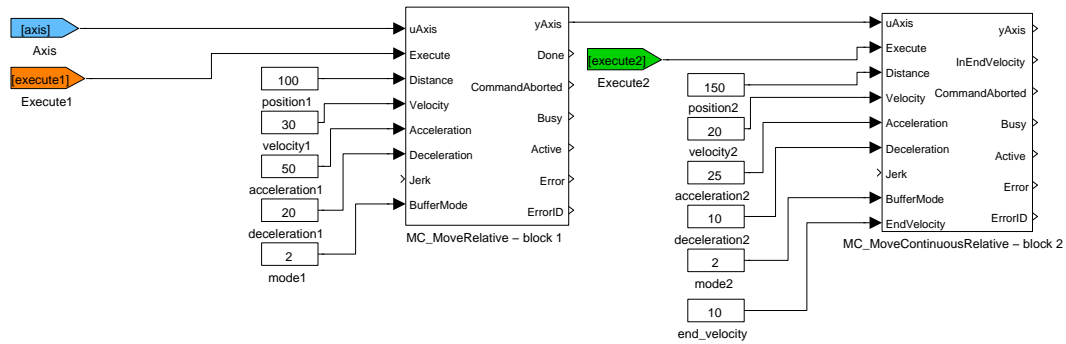 [axis]
Axis
[execute1]
Execute1
100
position1
30
velocity1
50
acceleration1
20
deceleration1
2
mode1
uAxis
Execute
Distance
Velocity
Acceleration
Deceleration
Jerk
BufferMode
yAxis
Done
CommandAborted
Busy
Active
Error
ErrorID
MC_MoveRelative – block 1
[execute2]
Execute2
150
position2
20
velocity2
25
acceleration2
10
deceleration2
2
mode2
10
end_velocity
uAxis
Execute
Distance
Velocity
Acceleration
Deceleration
Jerk
BufferMode
EndVelocity
yAxis
InEndVelocity
CommandAborted
Busy
Active
Error
ErrorID
MC_MoveContinuousRelative – block 2